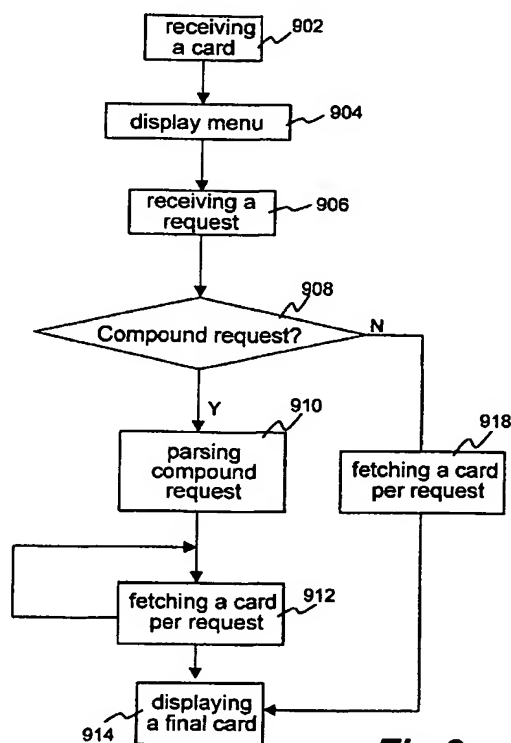 receiving
a card
902
display menu
904
receiving a
request
906
908
Compound request?
N
Y
910
parsing
compound
request
918
fetching a card
per request
fetching a card
per request
912
displaying
a final card
914